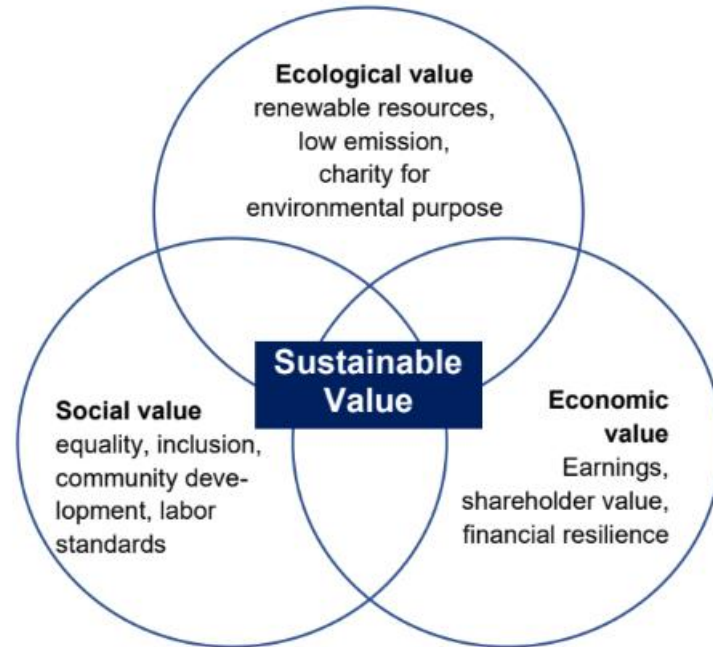 Ecological value
renewable resources,
low emission,
charity for
environmental purpose
Sustainable
Value
Social value
equality, inclusion,
community deve-
lopment, labor
standards
Economic
value
Earnings,
shareholder value,
financial resilience